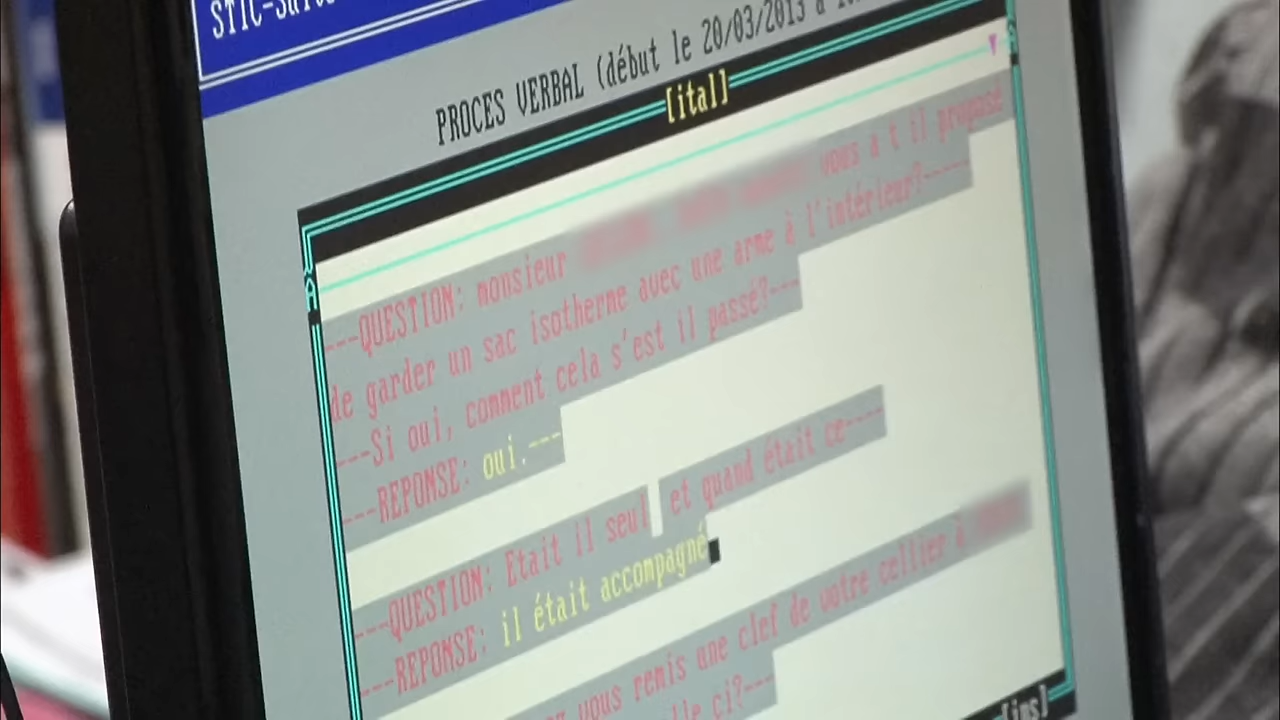 PROCES VERBAL (début le 20/03/2013 à
[ital]
---QUESTION: monsieur vous a t il proposé
de garder un sac isotherme avec une arme à l'intérieur?----
---Si oui, comment cela s'est il passé?---
---REPONSE: oui.---
---QUESTION: Etait il seul et quand était ce----
---REPONSE: il était accompagné
vous remis une clef de votre cellier à
ci?---
[ins]